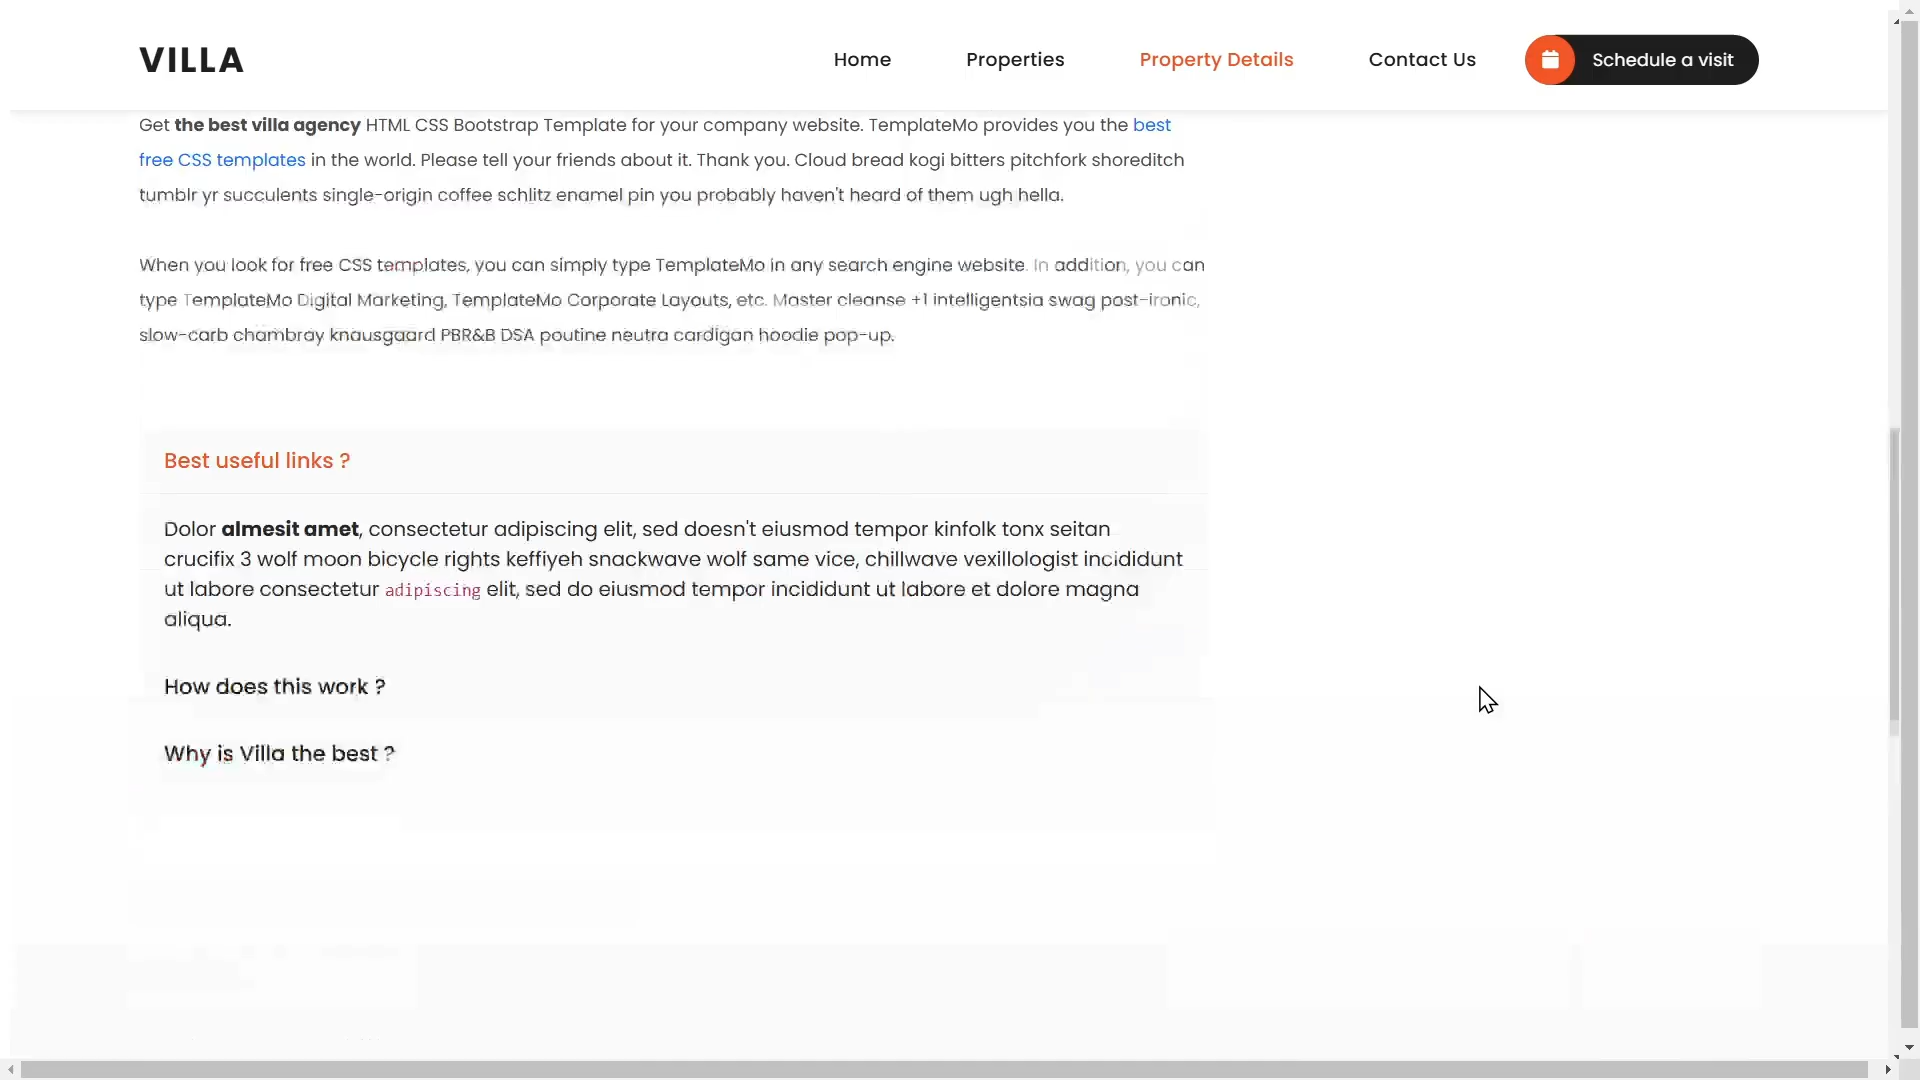 VILLA
Home
Properties
Property Details
Contact Us
Schedule a visit
Get the best villa agency HTML CSS Bootstrap Template for your company website. TemplateMo provides you the best
free CSS templates in the world. Please tell your friends about it. Thank you. Cloud bread kogi bitters pitchfork shoreditch
tumblr yr succulents single-origin coffee schlitz enamel pin you probably haven't heard of them ugh hella.
When you look for free CSS templates, you can simply type TemplateMo in any search engine website. In addition, you can
type TemplateMo Digital Marketing, TemplateMo Corporate Layouts, etc. Master cleanse +1 intelligentsia swag post-ironic,
slow-carb chambray knausgaard PBR&B DSA poutine neutra cardigan hoodie pop-up.
Best useful links ?
Dolor almesit amet, consectetur adipiscing elit, sed doesn't eiusmod tempor kinfolk tonx seitan
crucifix 3 wolf moon bicycle rights keffiyeh snackwave wolf same vice, chillwave vexillologist incididunt
ut labore consectetur adipiscing elit, sed do eiusmod tempor incididunt ut labore et dolore magna
aliqua.
How does this work ?
Why is Villa the best ?